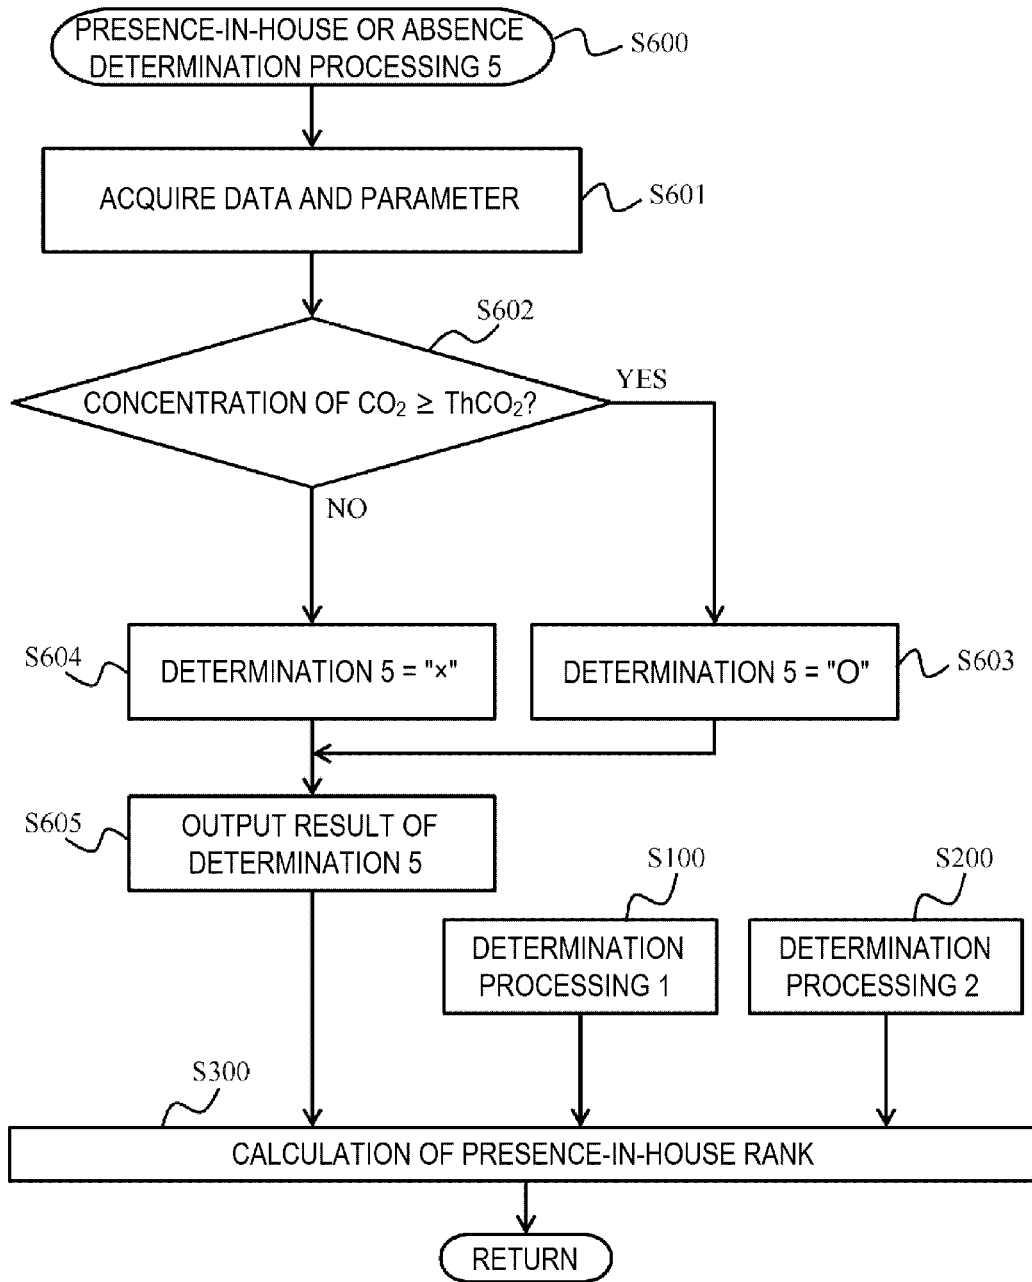 PRESENCE-IN-HOUSE OR ABSENCE
DETERMINATION PROCESSING 5
S600
ACQUIRE DATA AND PARAMETER
S601
S602
CONCENTRATION OF CO₂ ≥ ThCO₂?
YES
NO
S604
DETERMINATION 5 = "×"
DETERMINATION 5 = "O"
S603
S605
OUTPUT RESULT OF
DETERMINATION 5
S100
DETERMINATION
PROCESSING 1
S200
DETERMINATION
PROCESSING 2
S300
CALCULATION OF PRESENCE-IN-HOUSE RANK
RETURN